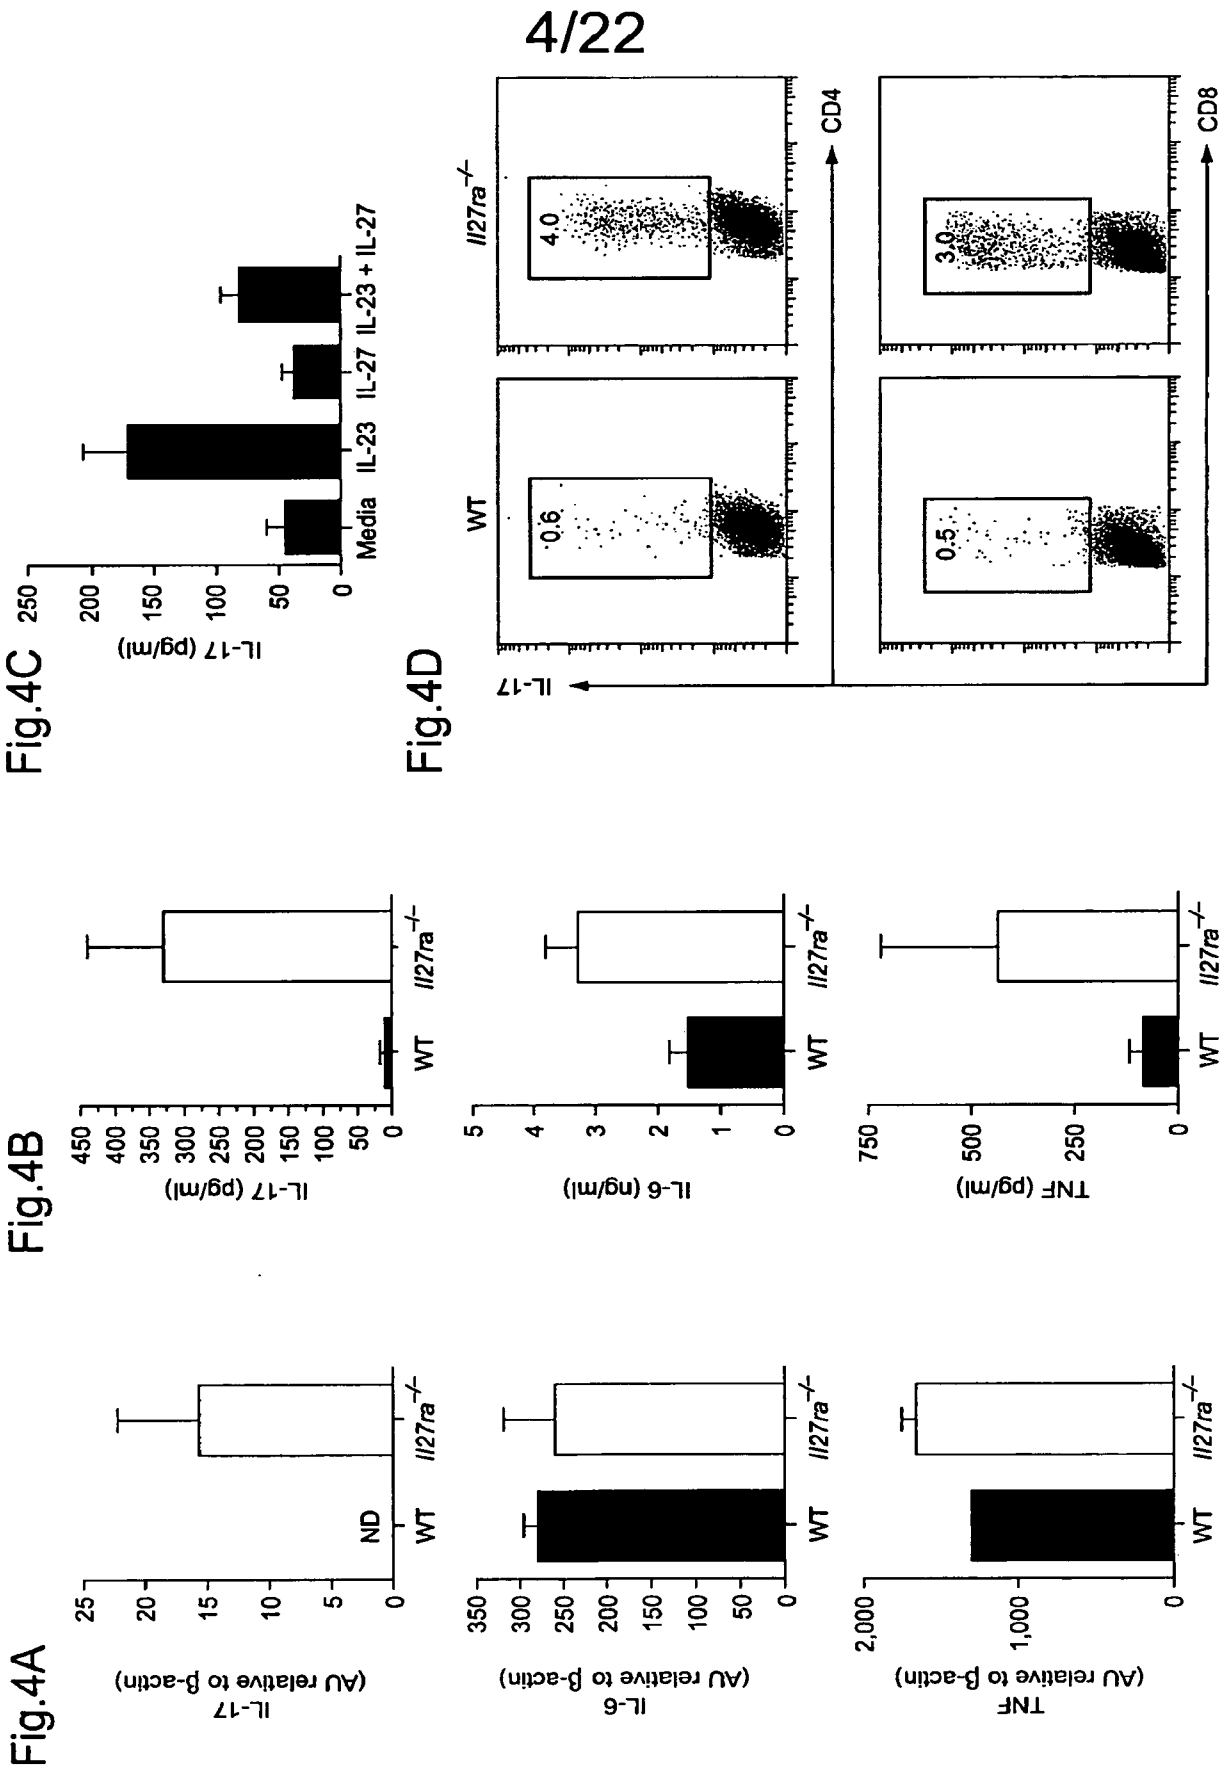 4/22
Fig.4A
IL-17
(AU relative to β-actin)
25
20
15
10
5
0
ND
WT
Il27ra−/−
IL-6
(AU relative to β-actin)
350
300
250
200
150
100
50
0
WT
Il27ra−/−
TNF
(AU relative to β-actin)
2,000
1,000
0
WT
Il27ra−/−
Fig.4B
IL-17 (pg/ml)
450
400
350
300
250
200
150
100
50
0
WT
Il27ra−/−
IL-6 (ng/ml)
5
4
3
2
1
0
WT
Il27ra−/−
TNF (pg/ml)
750
500
250
0
WT
Il27ra−/−
Fig.4C
IL-17 (pg/ml)
250
200
150
100
50
0
Media IL-23 IL-27 IL-23 + IL-27
Fig.4D
WT
Il27ra−/−
IL-17
0.6
4.0
CD4
0.5
3.0
CD8